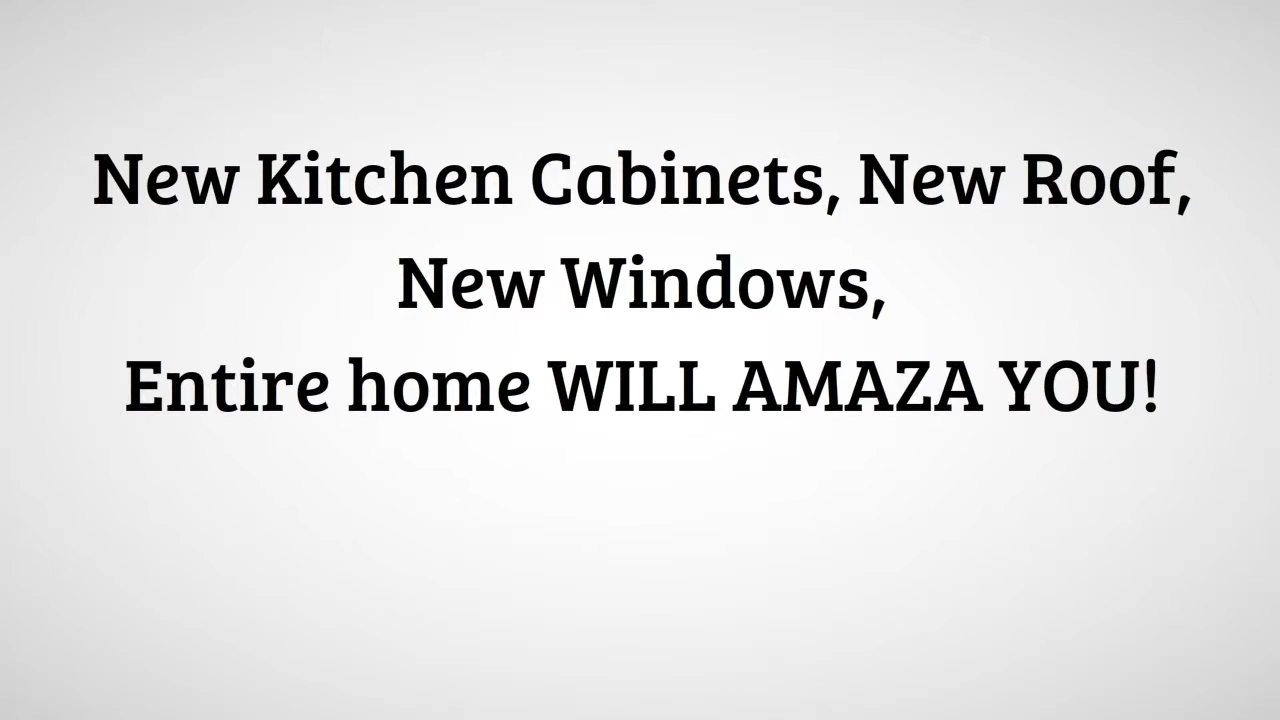 New Kitchen Cabinets, New Roof,
New Windows,
Entire home WILL AMAZA YOU!